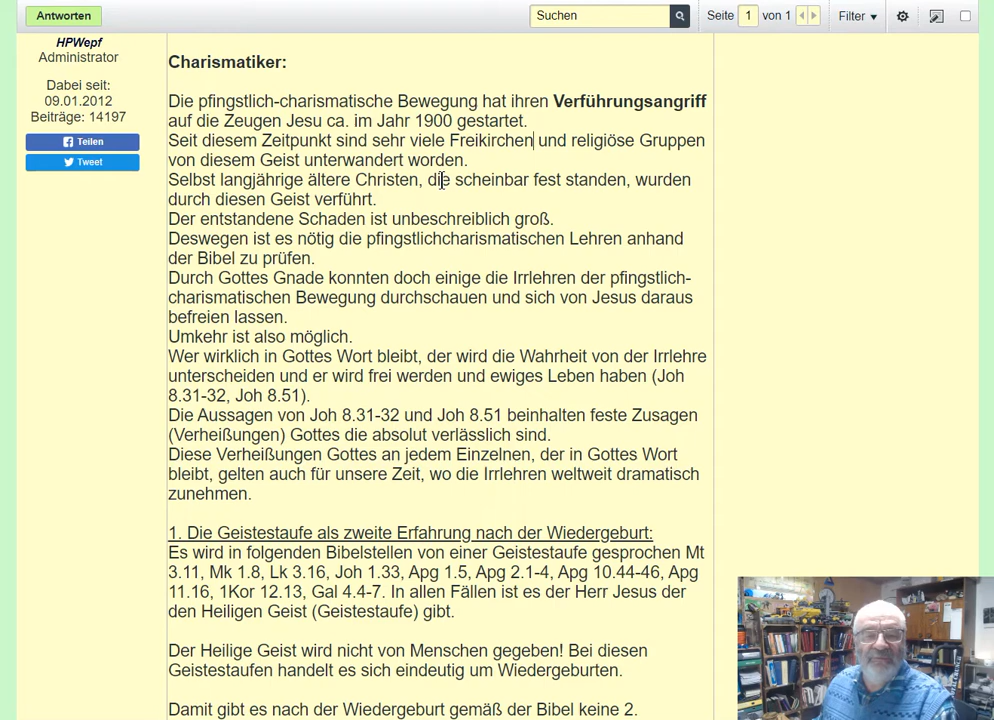 Antworten
Suchen
Seite 1 von 1
Filter
HPWepf
Administrator
Dabei seit:
09.01.2012
Beiträge: 14197
Teilen
Tweet
Charismatiker:
Die pfingstlich-charismatische Bewegung hat ihren Verführungsangriff
auf die Zeugen Jesu ca. im Jahr 1900 gestartet.
Seit diesem Zeitpunkt sind sehr viele Freikirchen und religiöse Gruppen
von diesem Geist unterwandert worden.
Selbst langjährige ältere Christen, die scheinbar fest standen, wurden
durch diesen Geist verführt.
Der entstandene Schaden ist unbeschreiblich groß.
Deswegen ist es nötig die pfingstlichcharismatischen Lehren anhand
der Bibel zu prüfen.
Durch Gottes Gnade konnten doch einige die Irrlehren der pfingstlich-
charismatischen Bewegung durchschauen und sich von Jesus daraus
befreien lassen.
Umkehr ist also möglich.
Wer wirklich in Gottes Wort bleibt, der wird die Wahrheit von der Irrlehre
unterscheiden und er wird frei werden und ewiges Leben haben (Joh
8.31-32, Joh 8.51).
Die Aussagen von Joh 8.31-32 und Joh 8.51 beinhalten feste Zusagen
(Verheißungen) Gottes die absolut verlässlich sind.
Diese Verheißungen Gottes an jedem Einzelnen, der in Gottes Wort
bleibt, gelten auch für unsere Zeit, wo die Irrlehren weltweit dramatisch
zunehmen.
1. Die Geistestaufe als zweite Erfahrung nach der Wiedergeburt:
Es wird in folgenden Bibelstellen von einer Geistestaufe gesprochen Mt
3.11, Mk 1.8, Lk 3.16, Joh 1.33, Apg 1.5, Apg 2.1-4, Apg 10.44-46, Apg
11.16, 1Kor 12.13, Gal 4.4-7. In allen Fällen ist es der Herr Jesus der
den Heiligen Geist (Geistestaufe) gibt.
Der Heilige Geist wird nicht von Menschen gegeben! Bei diesen
Geistestaufen handelt es sich eindeutig um Wiedergeburten.
Damit gibt es nach der Wiedergeburt gemäß der Bibel keine 2.